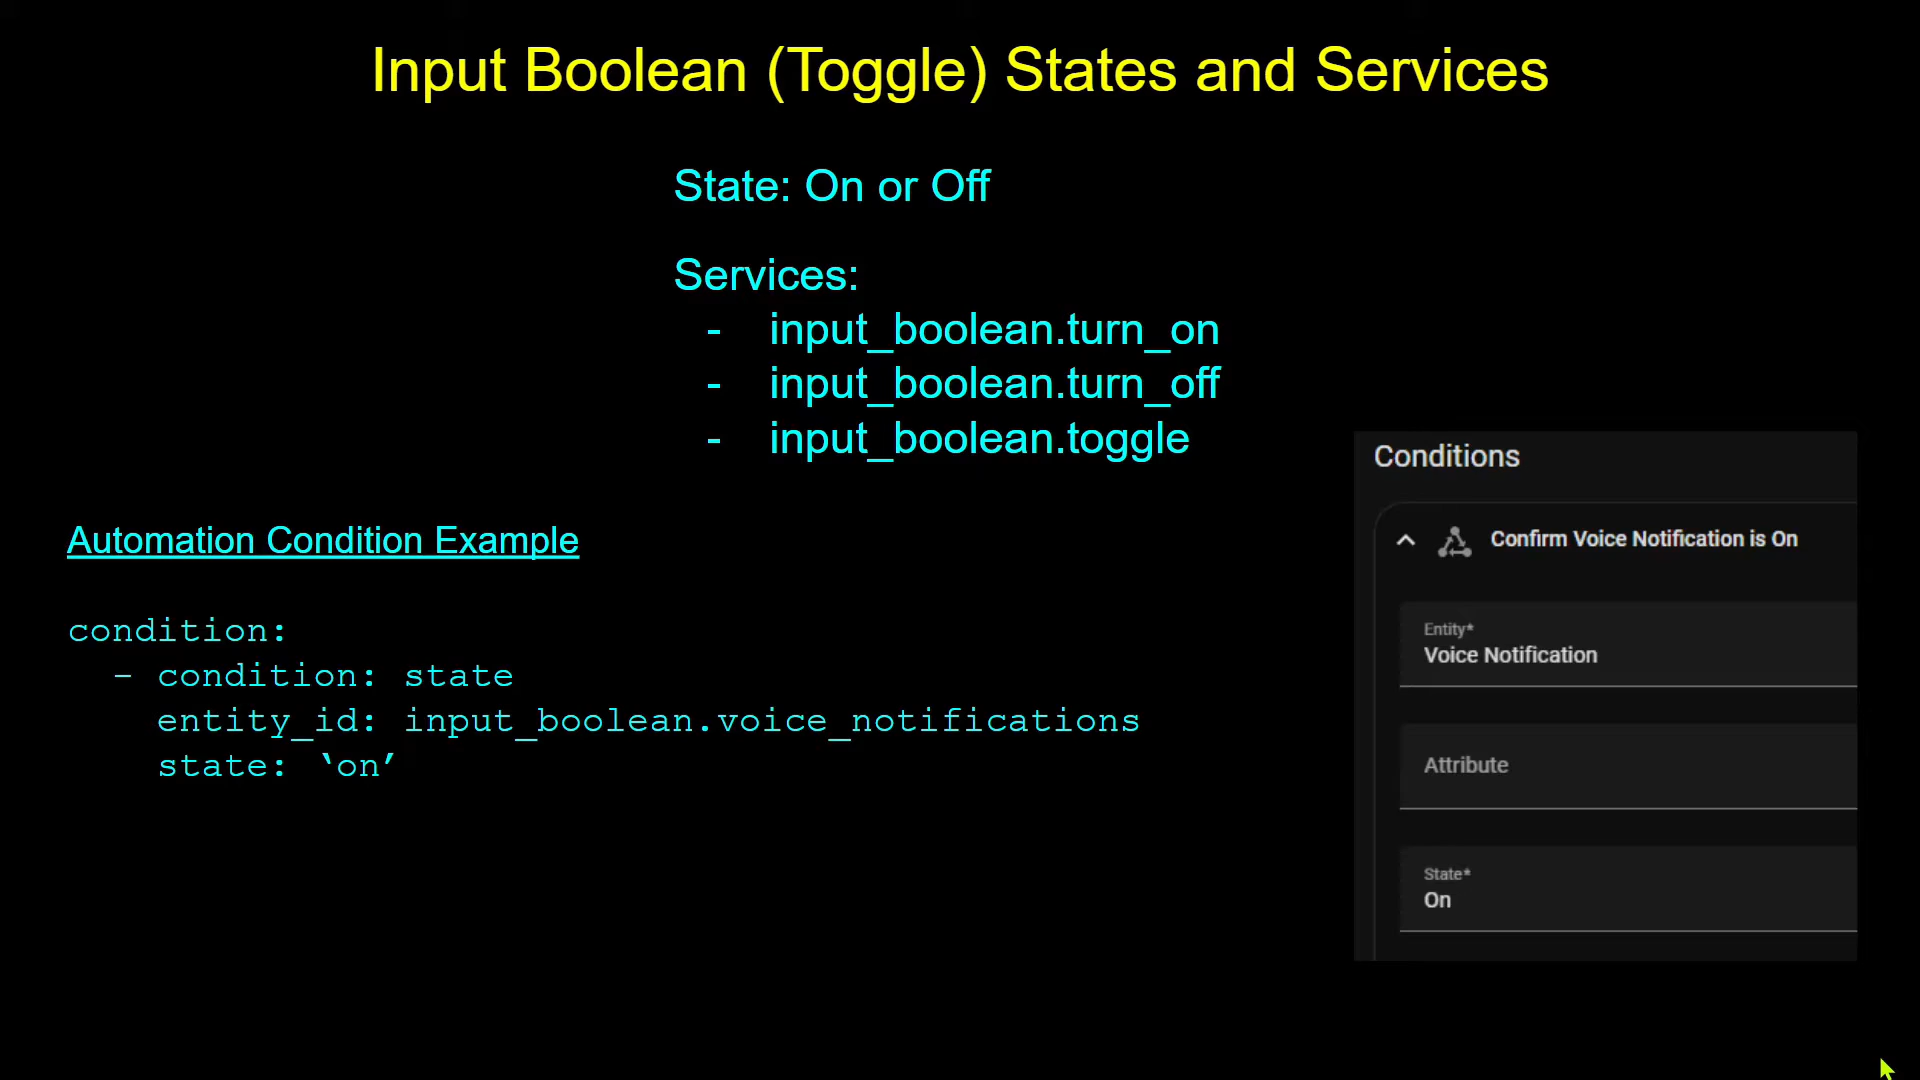 Input Boolean (Toggle) States and Services
State: On or Off
Services:
- input_boolean.turn_on
- input_boolean.turn_off
- input_boolean.toggle
Automation Condition Example
condition:
  - condition: state
    entity_id: input_boolean.voice_notifications
    state: ‘on’
Conditions
Confirm Voice Notification is On
Entity*
Voice Notification
Attribute
State*
On